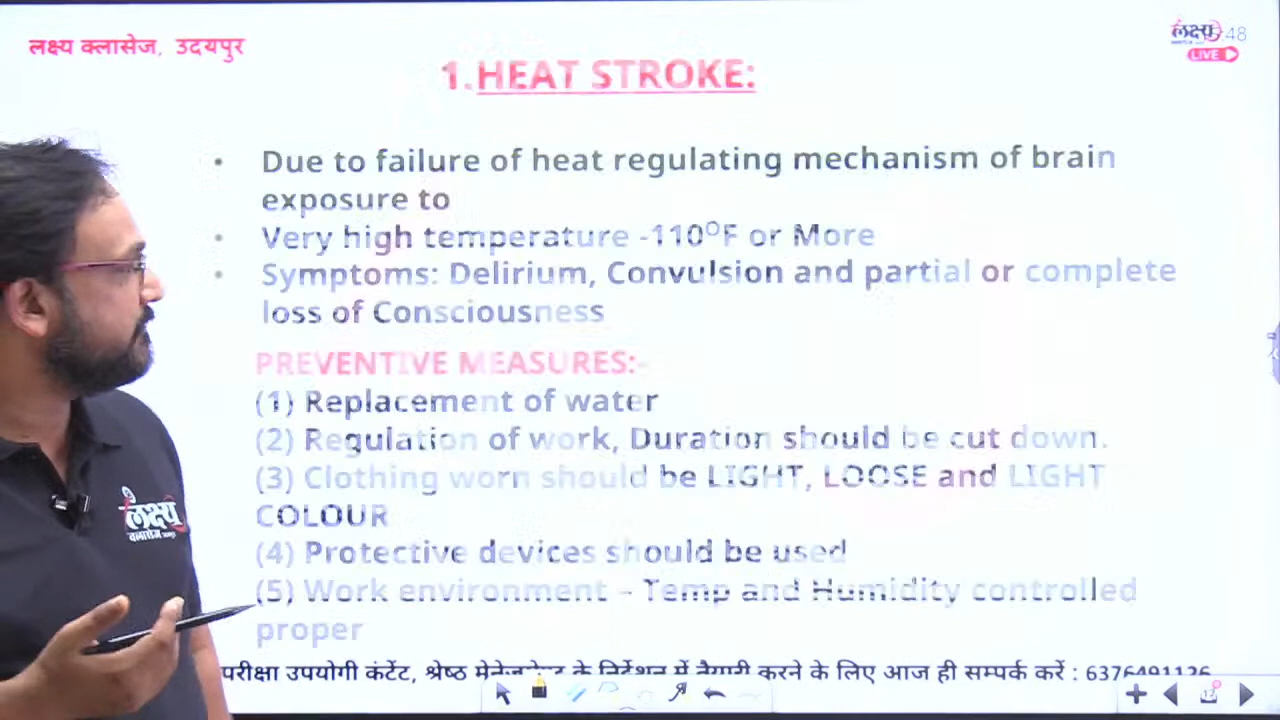 लक्ष्य क्लासेज, उदयपुर
लक्ष्य 48
LIVE
1.HEAT STROKE:
• Due to failure of heat regulating mechanism of brain
exposure to
• Very high temperature -110⁰F or More
• Symptoms: Delirium, Convulsion and partial or complete
loss of Consciousness
PREVENTIVE MEASURES:-
(1) Replacement of water
(2) Regulation of work, Duration should be cut down.
(3) Clothing worn should be LIGHT, LOOSE and LIGHT
COLOUR
(4) Protective devices should be used
(5) Work environment – Temp and Humidity controlled
proper
लक्ष्य
क्लासेज
परीक्षा उपयोगी कंटेंट, श्रेष्ठ के निर्देशन में तैयारी करने के लिए आज ही सम्पर्क करें : 6376491126